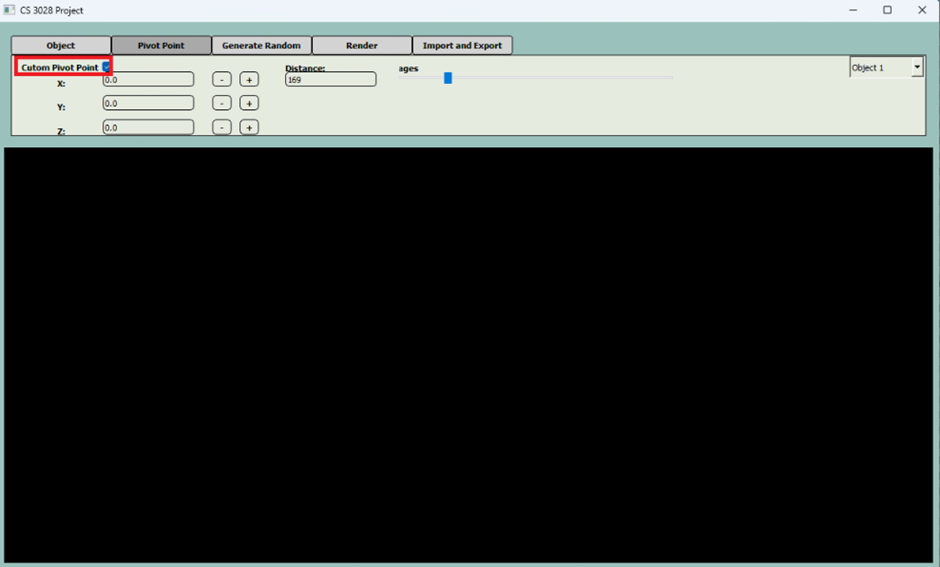 CS 3028 Project
Object Pivot Point Generate Random Render Import and Export
Cutom Pivot Point Distance: ages Object 1
X: 0.0 - + 169
Y: 0.0 - +
Z: 0.0 - +